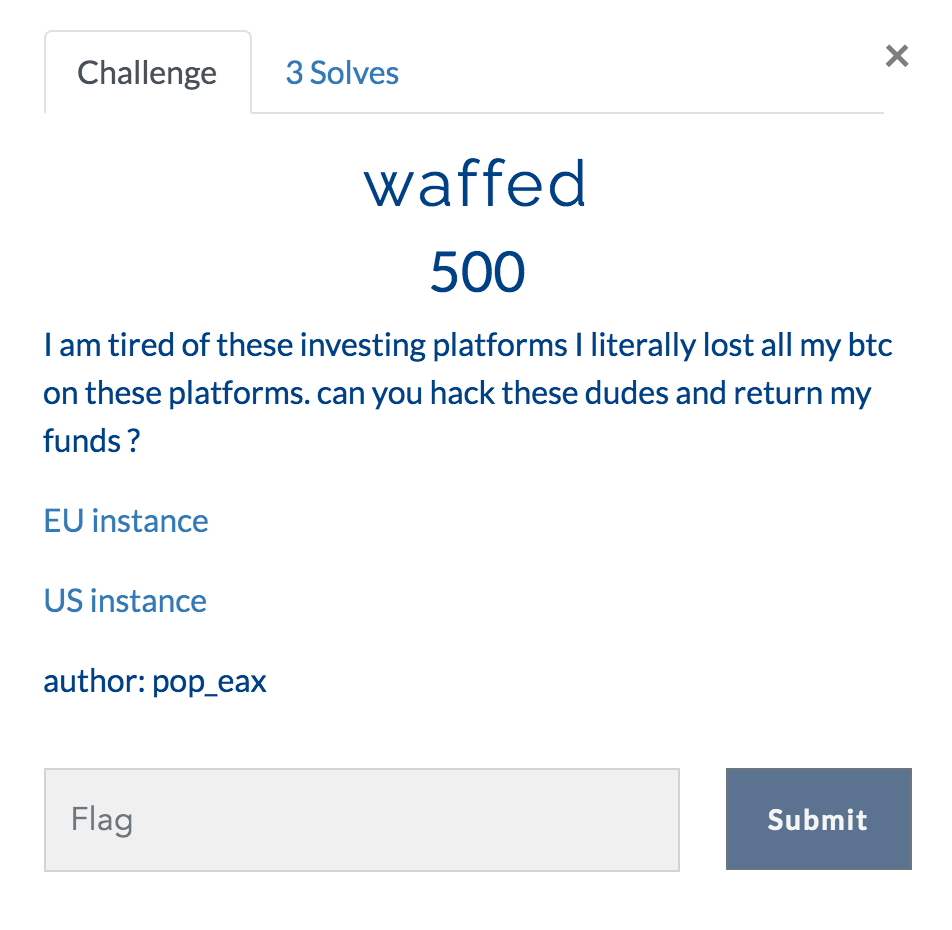 Challenge
3 Solves
×
waffed
500
I am tired of these investing platforms I literally lost all my btc
on these platforms. can you hack these dudes and return my
funds ?
EU instance
US instance
author: pop_eax
Flag
Submit